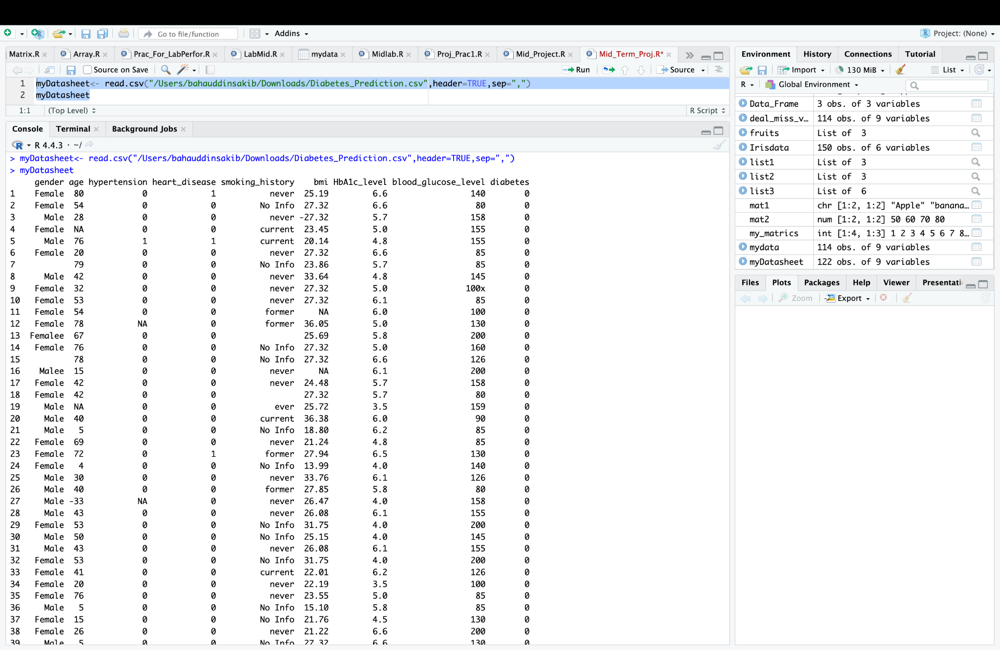 Go to file/function Addins Project: (None)
Matrix.R Array.R Prac_For_LabPerfor.R LabMid.R mydata Midlab.R Proj_Prac1.R Mid_Project.R Mid_Term_Proj.R*
Source on Save Run Source
1 myDatasheet<- read.csv("/Users/bahauddinsakib/Downloads/Diabetes_Prediction.csv",header=TRUE,sep=",")
2 myDatasheet
1:1 (Top Level) R Script
Console Terminal Background Jobs
R 4.4.3 · ~/
> myDatasheet<- read.csv("/Users/bahauddinsakib/Downloads/Diabetes_Prediction.csv",header=TRUE,sep=",")
> myDatasheet
gender age hypertension heart_disease smoking_history bmi HbA1c_level blood_glucose_level diabetes
1 Female 80 0 1 never 25.19 6.6 140 0
2 Female 54 0 0 No Info 27.32 6.6 80 0
3 Male 28 0 0 never -27.32 5.7 158 0
4 Female NA 0 0 current 23.45 5.0 155 0
5 Male 76 1 1 current 20.14 4.8 155 0
6 Female 20 0 0 never 27.32 6.6 85 0
7 79 0 0 No Info 23.86 5.7 85 0
8 Male 42 0 0 never 33.64 4.8 145 0
9 Female 32 0 0 never 27.32 5.0 100x 0
10 Female 53 0 0 never 27.32 6.1 85 0
11 Female 54 0 0 former NA 6.0 100 0
12 Female 78 NA 0 former 36.05 5.0 130 0
13 Femalee 67 0 0 25.69 5.8 200 0
14 Female 76 0 0 No Info 27.32 5.0 160 0
15 78 0 0 No Info 27.32 6.6 126 0
16 Malee 15 0 0 never NA 6.1 200 0
17 Female 42 0 0 never 24.48 5.7 158 0
18 Female 42 0 0 27.32 5.7 80 0
19 Male NA 0 0 ever 25.72 3.5 159 0
20 Male 40 0 0 current 36.38 6.0 90 0
21 Male 5 0 0 No Info 18.80 6.2 85 0
22 Female 69 0 0 never 21.24 4.8 85 0
23 Female 72 0 1 former 27.94 6.5 130 0
24 Female 4 0 0 No Info 13.99 4.0 140 0
25 Male 30 0 0 never 33.76 6.1 126 0
26 Male 40 0 0 former 27.85 5.8 80 0
27 Male -33 NA 0 never 26.47 4.0 158 0
28 Male 43 0 0 never 26.08 6.1 155 0
29 Female 53 0 0 No Info 31.75 4.0 200 0
30 Male 50 0 0 No Info 25.15 4.0 145 0
31 Male 43 0 0 never 26.08 6.1 155 0
32 Female 53 0 0 No Info 31.75 4.0 200 0
33 Female 41 0 0 current 22.01 6.2 126 0
34 Female 20 0 0 never 22.19 3.5 100 0
35 Female 76 0 0 never 23.55 5.0 85 0
36 Male 5 0 0 No Info 15.10 5.8 85 0
37 Female 15 0 0 No Info 21.76 4.5 130 0
38 Female 26 0 0 never 21.22 6.6 200 0
39 Male 5 0 0 No Info 27.32 6.6 130 0
Environment History Connections Tutorial
Import 130 MiB List
R Global Environment
Data_Frame 3 obs. of 3 variables
deal_miss_v… 114 obs. of 9 variables
fruits List of 3
Irisdata 150 obs. of 6 variables
list1 List of 3
list2 List of 3
list3 List of 6
mat1 chr [1:2, 1:2] "Apple" "banana…
mat2 num [1:2, 1:2] 50 60 70 80
my_matrics int [1:4, 1:3] 1 2 3 4 5 6 7 8…
mydata 114 obs. of 9 variables
myDatasheet 122 obs. of 9 variables
Files Plots Packages Help Viewer Presentati
Zoom Export